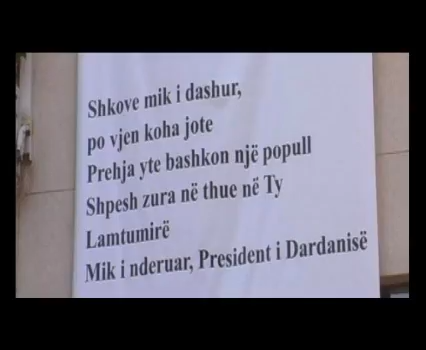 Shkove mik i dashur,
po vjen koha jote
Prehja yte bashkon një popull
Shpesh zura në thue në Ty
Lamtumirë
Mik i nderuar, President i Dardanisë